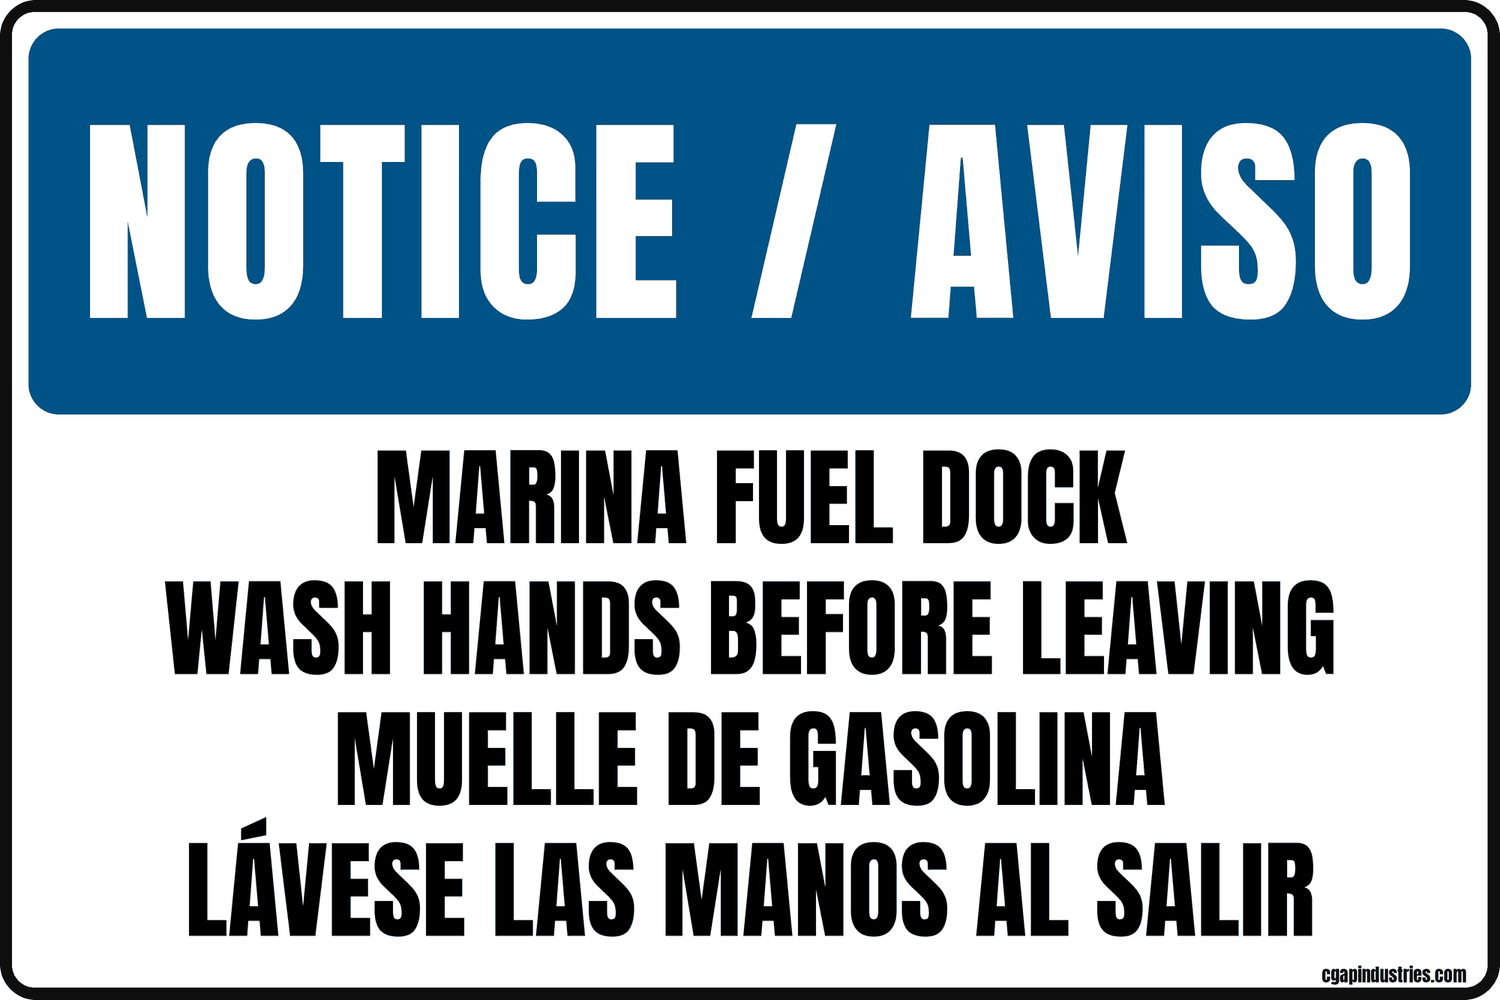 NOTICE / AVISO
MARINA FUEL DOCK
WASH HANDS BEFORE LEAVING
MUELLE DE GASOLINA
LÁVESE LAS MANOS AL SALIR
cgapindustries.com